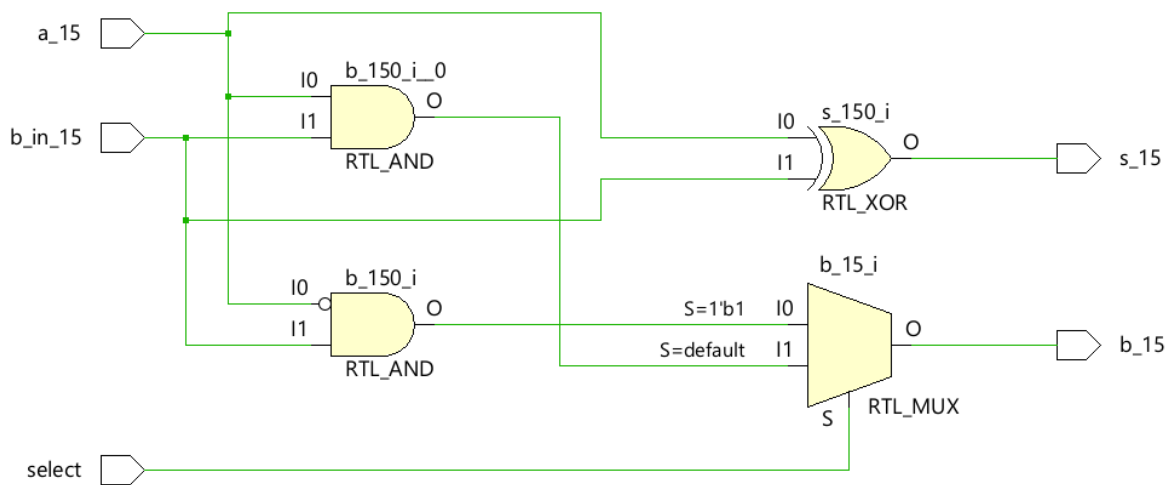 a_15
b_in_15
select
b_150_i__0
I0
I1
O
RTL_AND
b_150_i
I0
I1
O
RTL_AND
s_150_i
I0
I1
O
RTL_XOR
s_15
b_15_i
S=1'b1
I0
S=default
I1
O
S
RTL_MUX
b_15